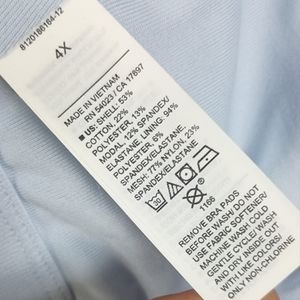 8120186164-12
4X
MADE IN VIETNAM
RN 54023 / CA 17897
■ US: SHELL: 53%
COTTON, 22%
POLYESTER, 13%
MODAL, 12% SPANDEX/
ELASTANE, LINING: 94%
POLYESTER, 6%
SPANDEX/ELASTANE,
MESH: 77% NYLON, 23%
SPANDEX/ELASTANE
1166
REMOVE BRA PADS
BEFORE WASH/ DO NOT
USE FABRIC SOFTENER/
MACHINE WASH COLD
GENTLE CYCLE/ WASH
AND DRY INSIDE OUT
WITH LIKE COLORS/
ONLY NON-CHLORINE